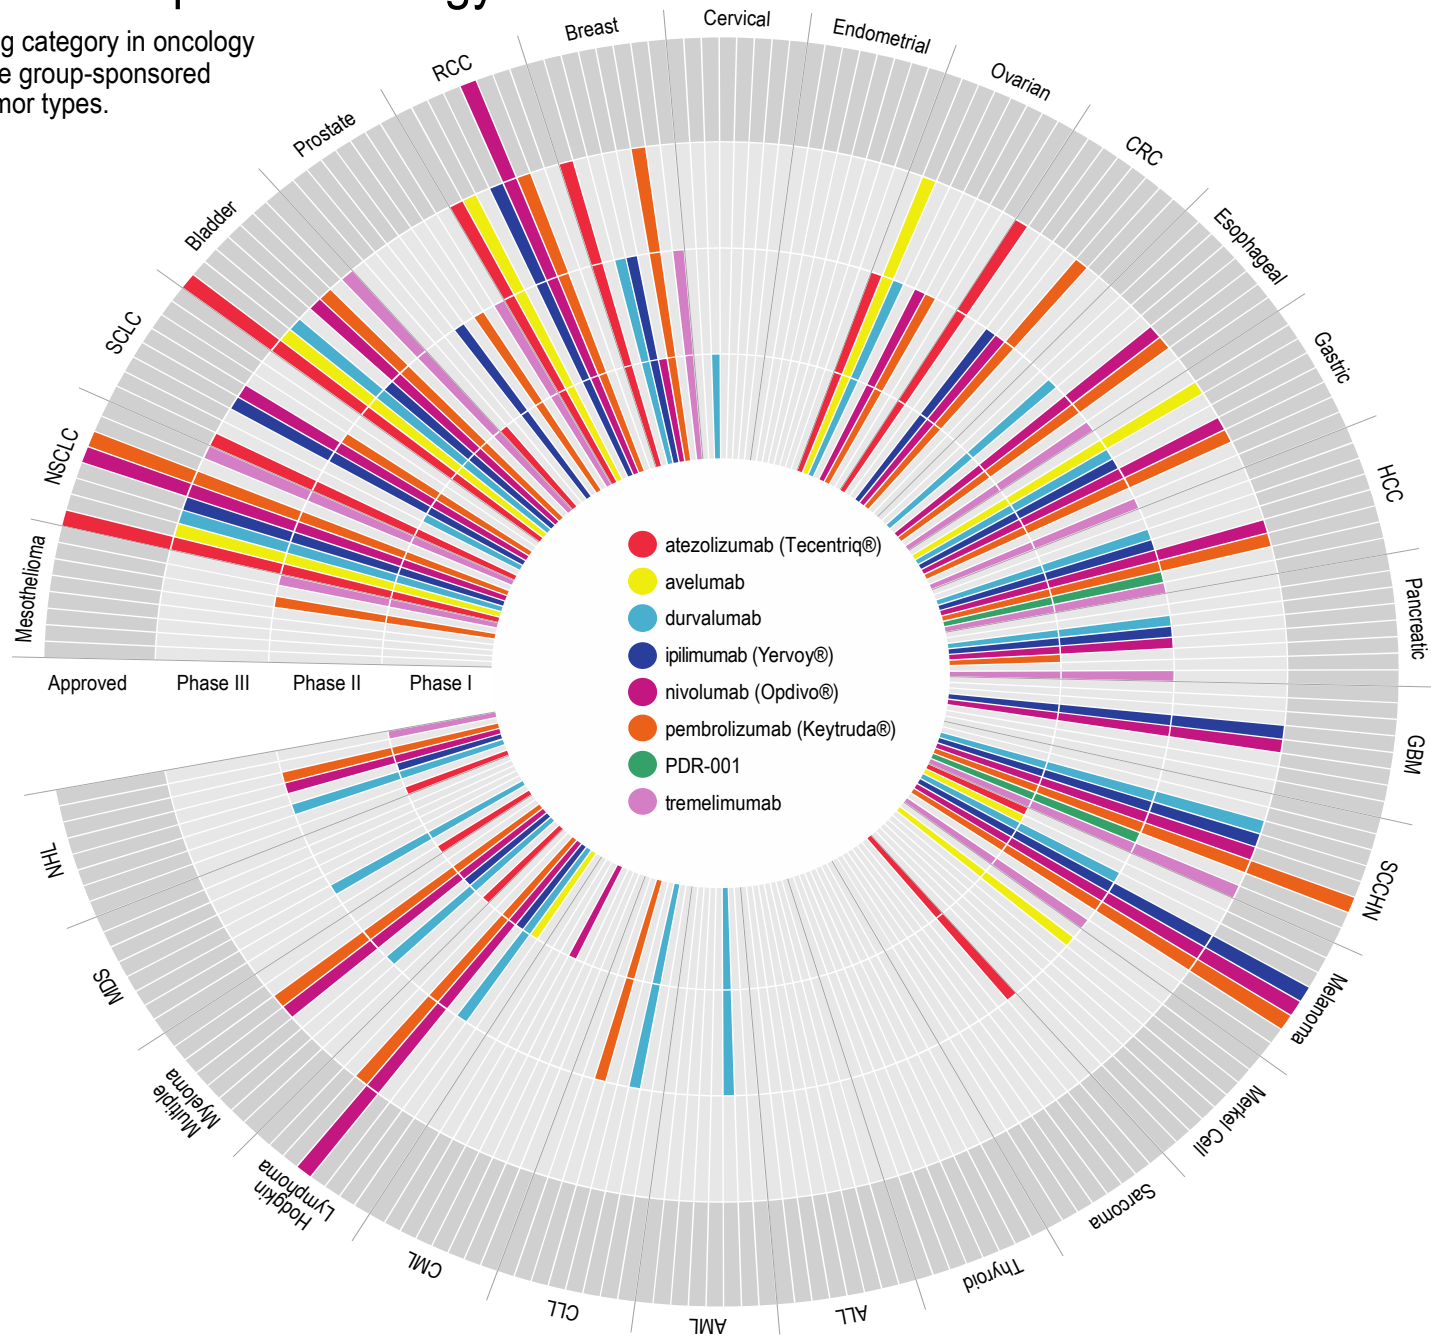 g category in oncology
e group-sponsored
mor types.
Mesothelioma
NSCLC
SCLC
Bladder
Prostate
RCC
Breast
Cervical
Endometrial
Ovarian
CRC
Esophageal
Gastric
HCC
Pancreatic
GBM
SCCHN
Melanoma
Merkel Cell
Sarcoma
Thyroid
ALL
AML
CLL
CML
Hodgkin
Lymphoma
Multiple
Myeloma
MDS
NHL
Approved
Phase III
Phase II
Phase I
atezolizumab (Tecentriq®)
avelumab
durvalumab
ipilimumab (Yervoy®)
nivolumab (Opdivo®)
pembrolizumab (Keytruda®)
PDR-001
tremelimumab